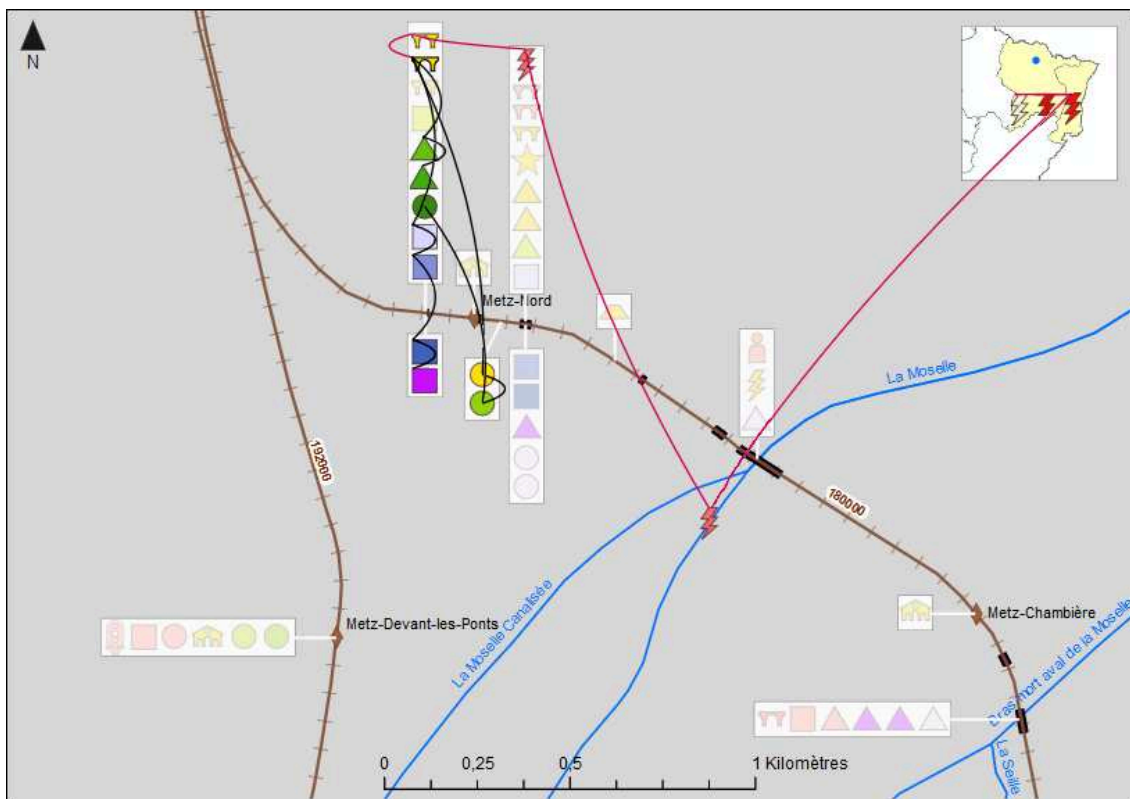 N
Metz-Nord
La Moselle
192000
180000
La Moselle Canalisée
Metz-Chambière
Metz-Devant-les-Ponts
Bras mort aval de la Moselle
La Seille
0 0,25 0,5 1 Kilomètres